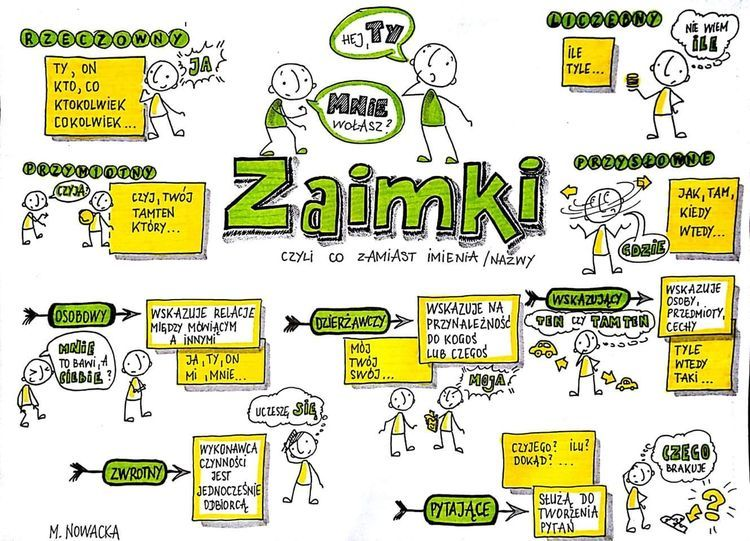 RZECZOWNY
TY, ON
KTO, CO
KTOKOLWIEK
COKOLWIEK...
JA
HEJ, TY
MNIE
WOŁASZ?
LICZEBNY
ILE
TYLE...
NIE WIEM
ILE
PRZYMIOTNY
CZYJA?
CZYJ, TWÓJ
TAMTEN
KTÓRY...
Zaimki
CZYLI CO ZAMIAST IMIENIA/NAZWY
PRZYSŁOWNE
JAK, TAM,
KIEDY
WTEDY...
GDZIE
OSOBOWY
WSKAZUJE RELACJE
MIĘDZY MÓWIĄCYM
A INNYMI
JA, TY, ON
MI, MNIE...
MNIE
TO BAWI, A
CIEBIE?
DZIERŻAWCZY
WSKAZUJE NA
PRZYNALEŻNOŚĆ
DO KOGOŚ
LUB CZEGOŚ
MÓJ
TWÓJ
SWÓJ...
MOJA
WSKAZUJĄCY
TEN CZY TAMTEN
WSKAZUJE
OSOBY,
PRZEDMIOTY,
CECHY
TYLE
WTEDY
TAKI...
ZWROTNY
WYKONAWCA
CZYNNOŚCI
JEST
JEDNOCZEŚNIE
ODBIORCĄ
UCZESZĘ SIĘ
PYTAJĄCE
CZYJEGO? ILU?
DOKĄD? ...
SŁUŻĄ DO
TWORZENIA
PYTAŃ
CZEGO
BRAKUJE
M. NOWACKA